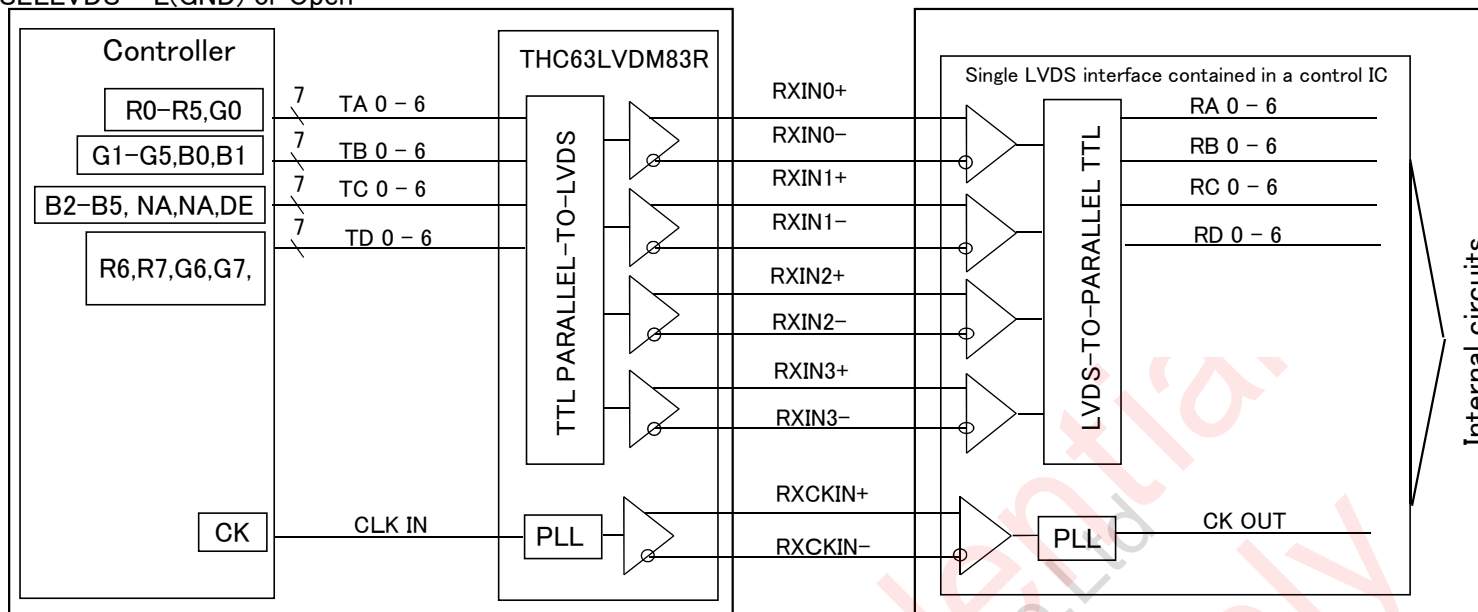 Controller
THC63LVDM83R
Single LVDS interface contained in a control IC
R0-R5,G0
7
TA 0 - 6
RXIN0+
RA 0 - 6
G1-G5,B0,B1
7
TB 0 - 6
RXIN0-
RB 0 - 6
B2-B5, NA,NA,DE
7
TC 0 - 6
RXIN1+
RC 0 - 6
R6,R7,G6,G7,
7
TD 0 - 6
RXIN1-
RD 0 - 6
TTL PARALLEL-TO-LVDS
RXIN2+
RXIN2-
RXIN3+
RXIN3-
LVDS-TO-PARALLEL TTL
Internal circuits
CK
CLK IN
PLL
RXCKIN+
RXCKIN-
PLL
CK OUT